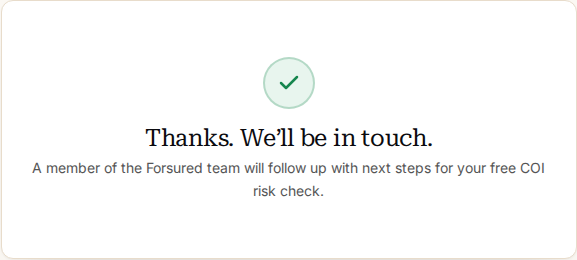 Thanks. We’ll be in touch.
A member of the Forsured team will follow up with next steps for your free COI
risk check.